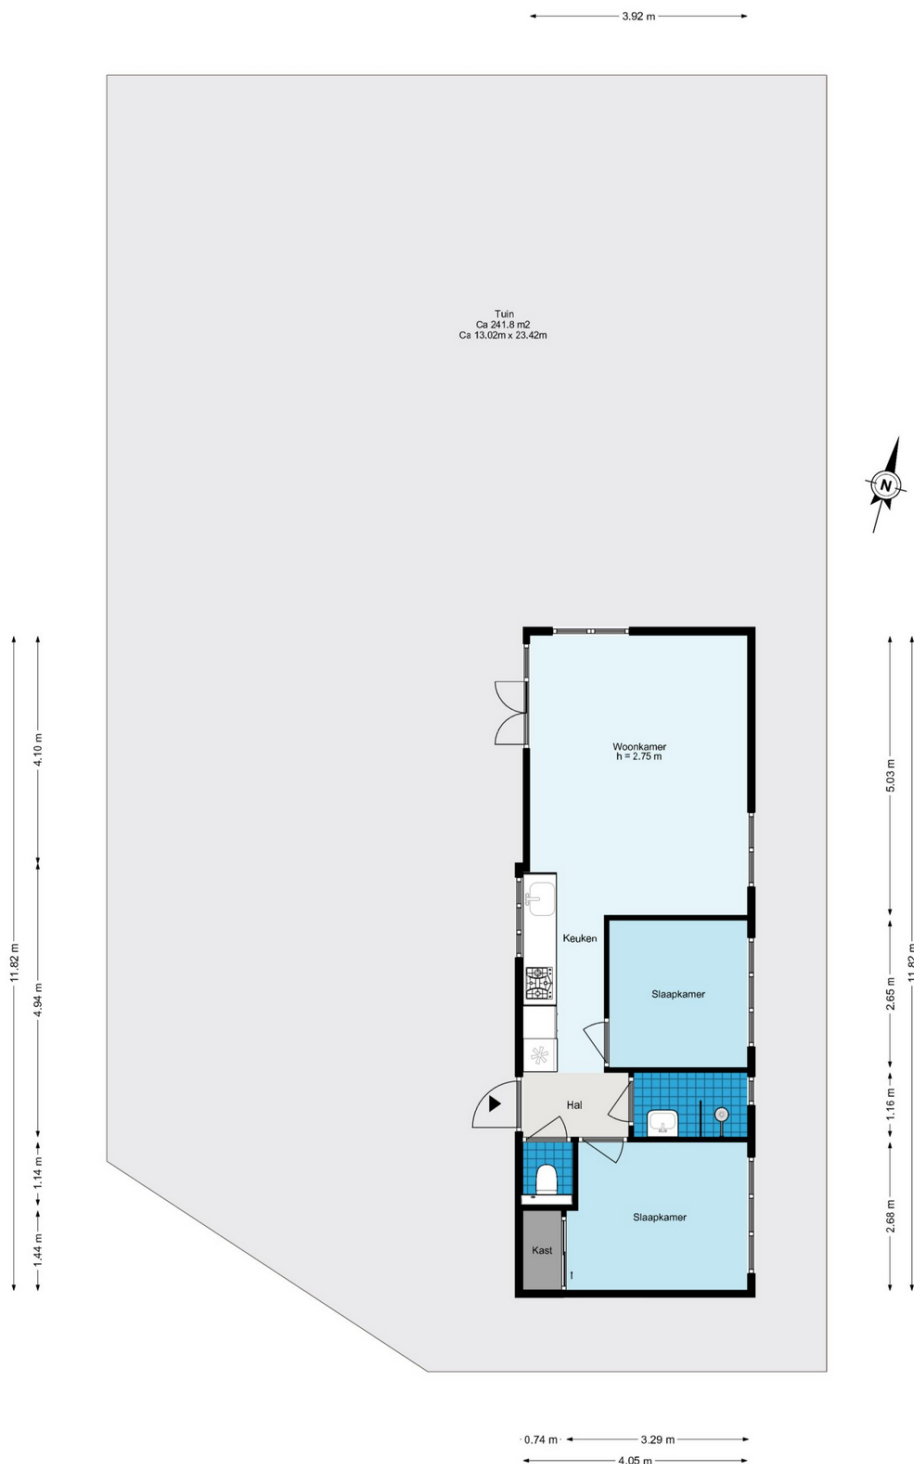 3.92 m
Tuin
Ca 241.8 m2
Ca 13.02m x 23.42m
N
11.82 m
4.10 m
4.94 m
1.14 m
1.44 m
Woonkamer
h = 2.75 m
Keuken
Slaapkamer
Hal
Slaapkamer
Kast
5.03 m
2.65 m
1.16 m
2.68 m
11.82 m
0.74 m
3.29 m
4.05 m